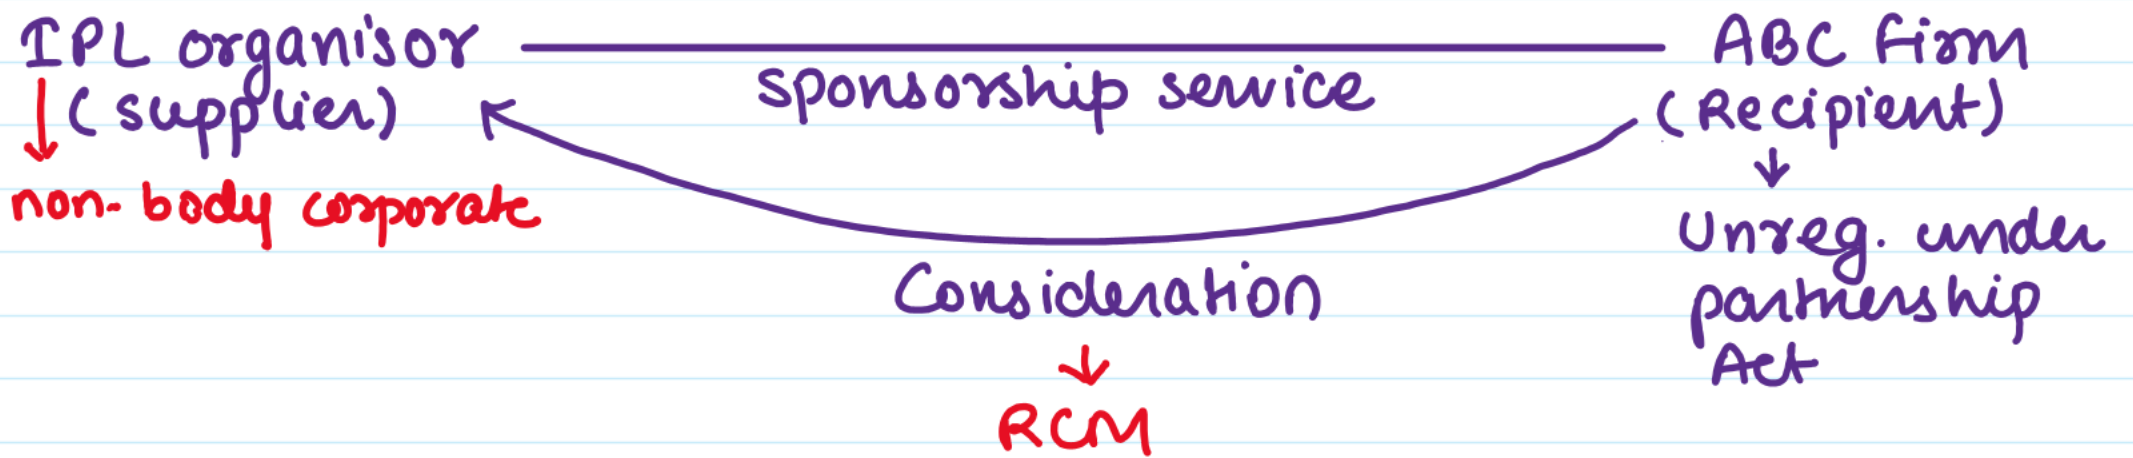 IPL organisor
sponsorship service
ABC Firm
(supplier)
(Recipient)
non-body corporate
Unreg. under
partnership
Act
Consideration
RCM